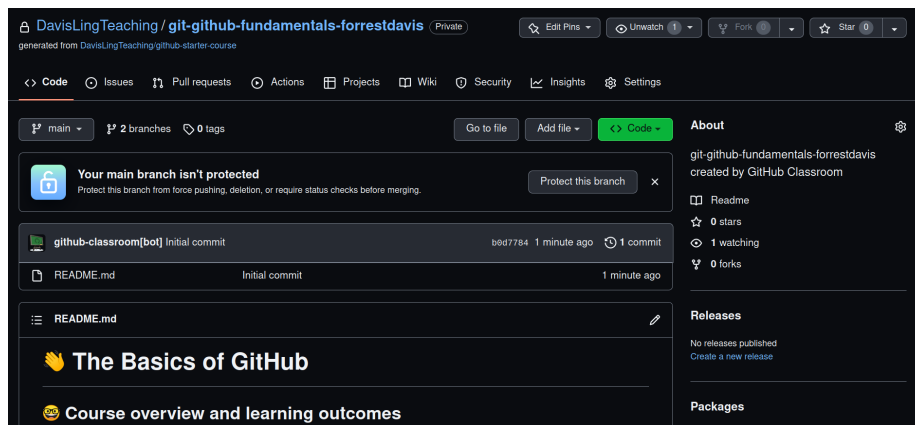 DavisLingTeaching / git-github-fundamentals-forrestdavis Private
Edit Pins Unwatch 1 Fork 0 Star 0
generated from DavisLingTeaching/github-starter-course
Code Issues Pull requests Actions Projects Wiki Security Insights Settings
main 2 branches 0 tags Go to file Add file Code
Your main branch isn't protected
Protect this branch from force pushing, deletion, or require status checks before merging.
Protect this branch
github-classroom[bot] Initial commit b0d7784 1 minute ago 1 commit
README.md Initial commit 1 minute ago
README.md
👋 The Basics of GitHub
🤓 Course overview and learning outcomes
About
git-github-fundamentals-forrestdavis
created by GitHub Classroom
Readme
0 stars
1 watching
0 forks
Releases
No releases published
Create a new release
Packages